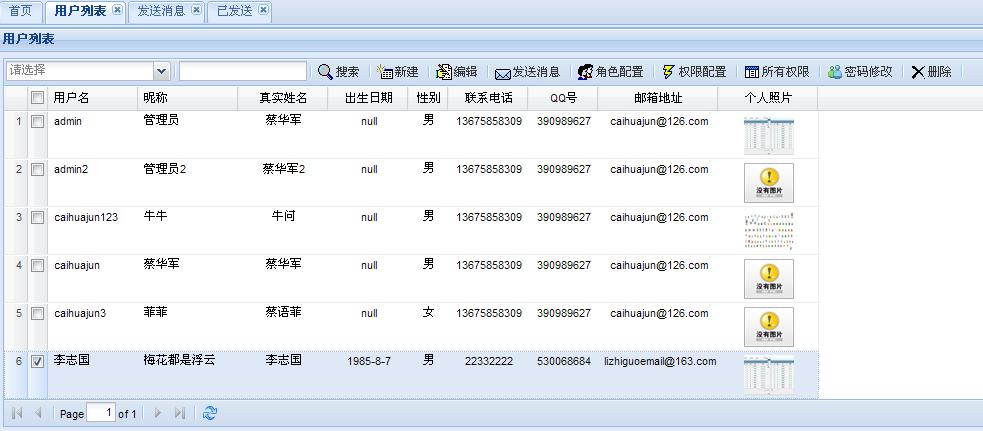 首页 用户列表 发送消息 已发送
用户列表
请选择 搜索 新建 编辑 发送消息 角色配置 权限配置 所有权限 密码修改 删除
用户名 昵称 真实姓名 出生日期 性别 联系电话 QQ号 邮箱地址 个人照片
1 admin 管理员 蔡华军 null 男 13675858309 390989627 caihuajun@126.com
2 admin2 管理员2 蔡华军2 null 男 13675858309 390989627 caihuajun@126.com 没有图片
3 caihuajun123 牛牛 牛问 null 男 13675858309 390989627 caihuajun@126.com
4 caihuajun 蔡华军 蔡华军 null 男 13675858309 390989627 caihuajun@126.com 没有图片
5 caihuajun3 菲菲 蔡语菲 null 女 13675858309 390989627 caihuajun@126.com 没有图片
6 李志国 梅花都是浮云 李志国 1985-8-7 男 22332222 530068684 lizhiguoemail@163.com
Page 1 of 1